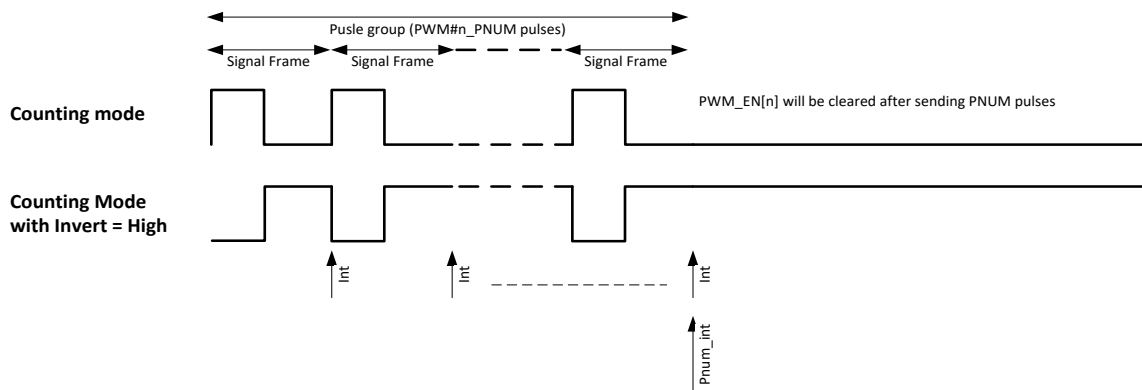 Pusle group (PWM#n_PNUM pulses)
Signal Frame
Signal Frame
Signal Frame
Counting mode
PWM_EN[n] will be cleared after sending PNUM pulses
Counting Mode
with Invert = High
Int
Int
Int
Pnum_int